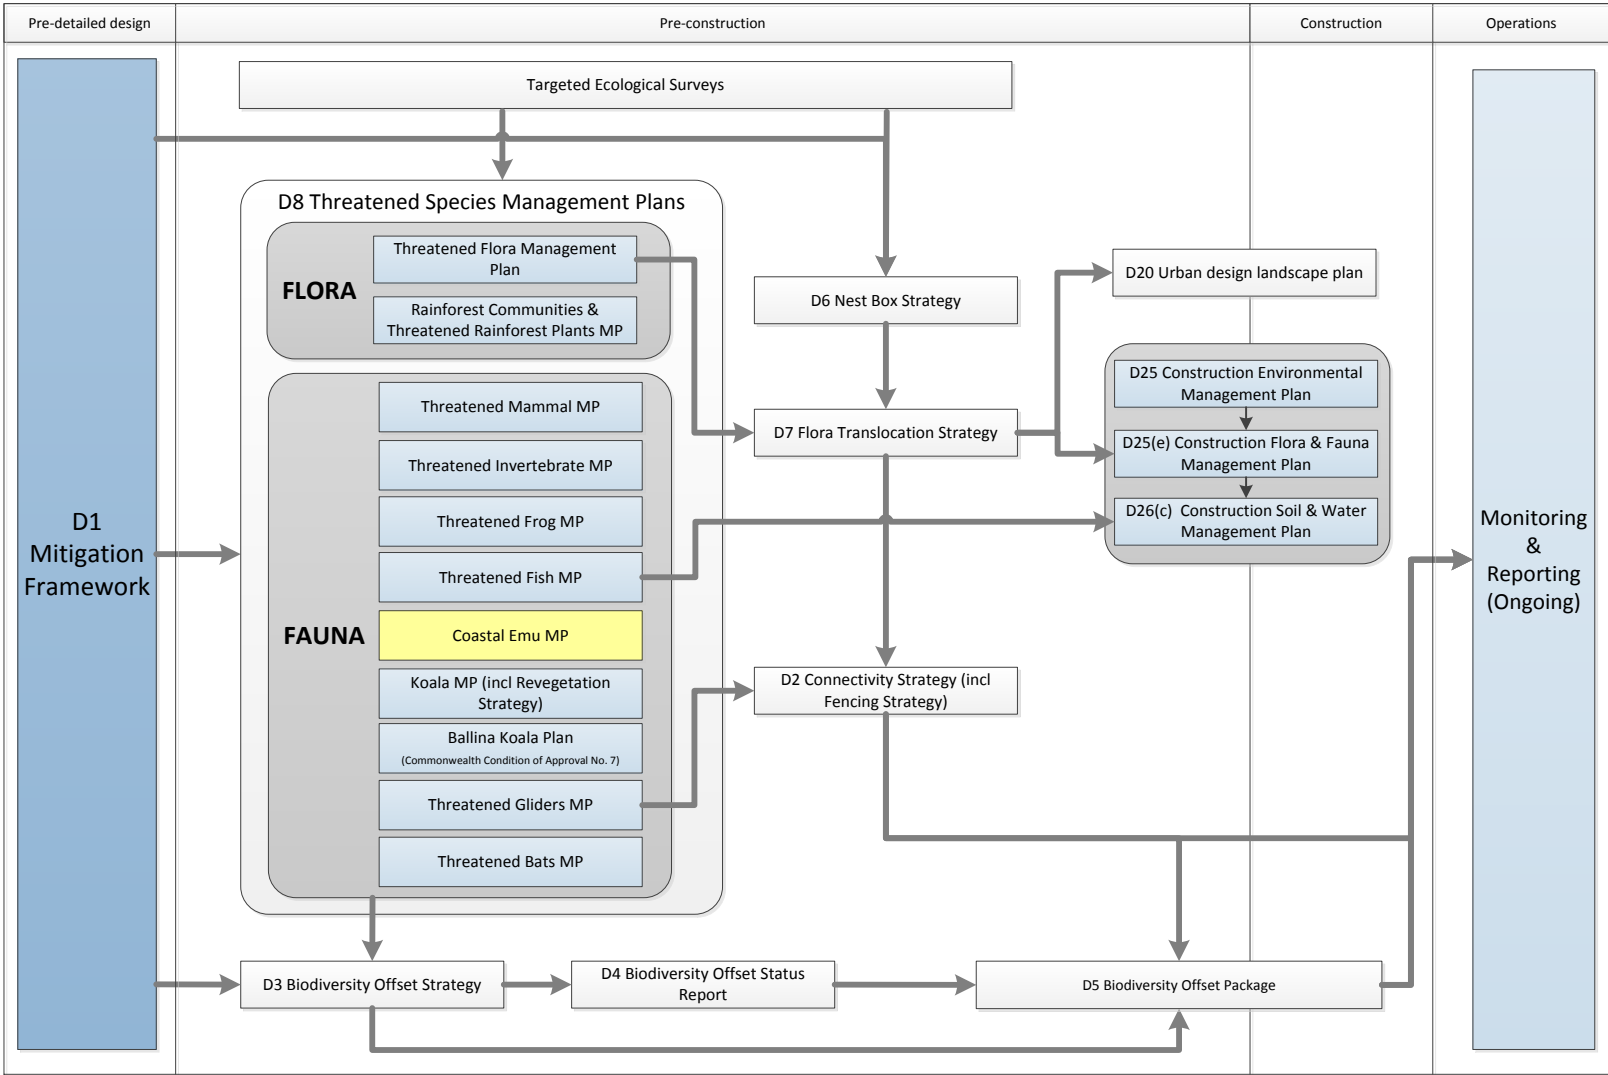 Pre-detailed design
Pre-construction
Construction
Operations
Targeted Ecological Surveys
D8 Threatened Species Management Plans
FLORA
Threatened Flora Management
Plan
Rainforest Communities &
Threatened Rainforest Plants MP
FAUNA
Threatened Mammal MP
Threatened Invertebrate MP
Threatened Frog MP
Threatened Fish MP
Coastal Emu MP
Koala MP (incl Revegetation
Strategy)
Ballina Koala Plan
(Commonwealth Condition of Approval No. 7)
Threatened Gliders MP
Threatened Bats MP
D1
Mitigation
Framework
D6 Nest Box Strategy
D7 Flora Translocation Strategy
D2 Connectivity Strategy (incl
Fencing Strategy)
D20 Urban design landscape plan
D25 Construction Environmental
Management Plan
D25(e) Construction Flora & Fauna
Management Plan
D26(c) Construction Soil & Water
Management Plan
D3 Biodiversity Offset Strategy
D4 Biodiversity Offset Status
Report
D5 Biodiversity Offset Package
Monitoring
&
Reporting
(Ongoing)